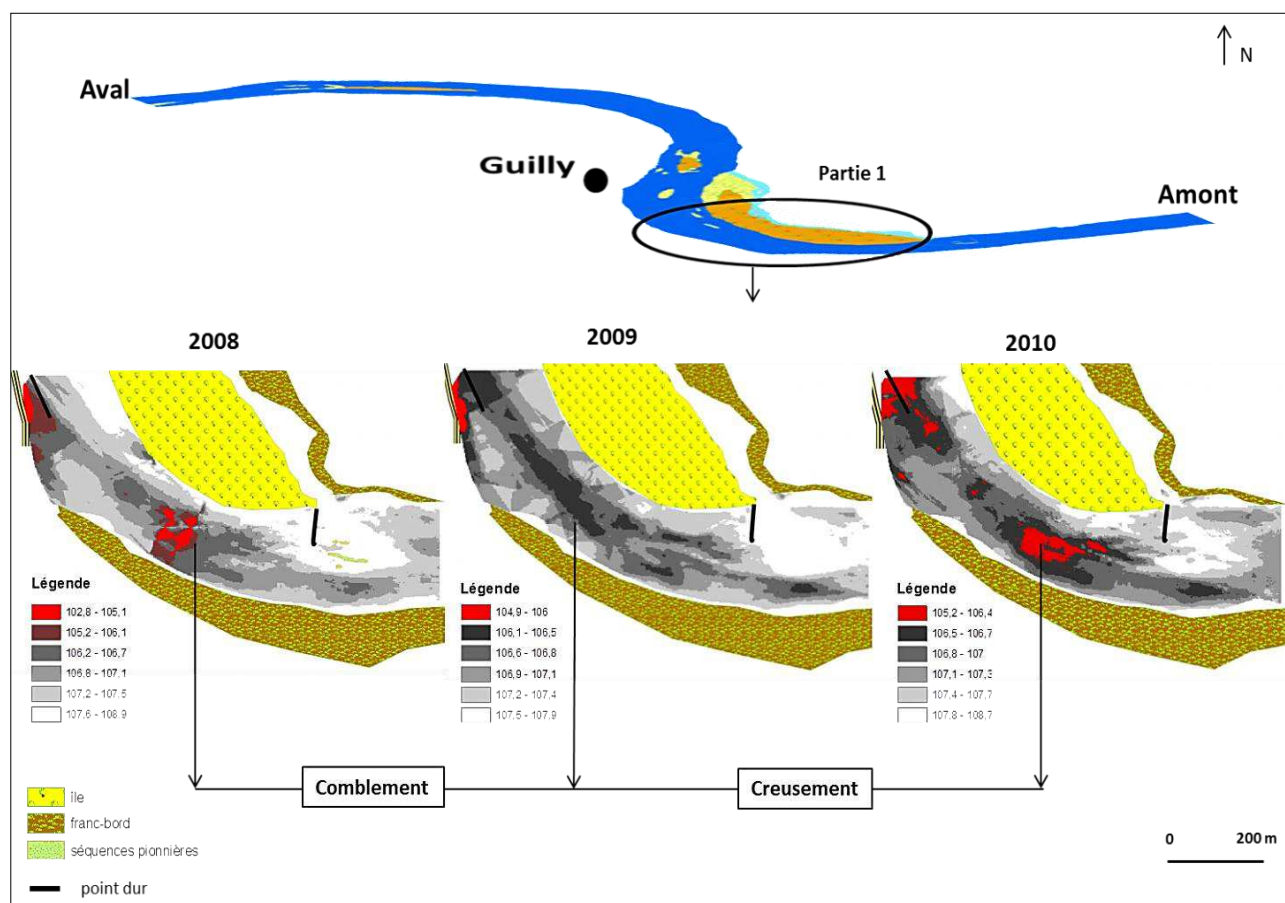 N
Aval
Guilly
Partie 1
Amont
2008
2009
2010
Légende
102,8 - 105,1
105,2 - 106,1
106,2 - 106,7
106,8 - 107,1
107,2 - 107,5
107,6 - 108,9
Légende
104,9 - 106
106,1 - 106,5
106,6 - 106,8
106,9 - 107,1
107,2 - 107,4
107,5 - 107,9
Légende
105,2 - 106,4
106,5 - 106,7
106,8 - 107
107,1 - 107,3
107,4 - 107,7
107,8 - 108,7
Comblement
Creusement
île
franc-bord
séquences pionnières
point dur
0 200 m